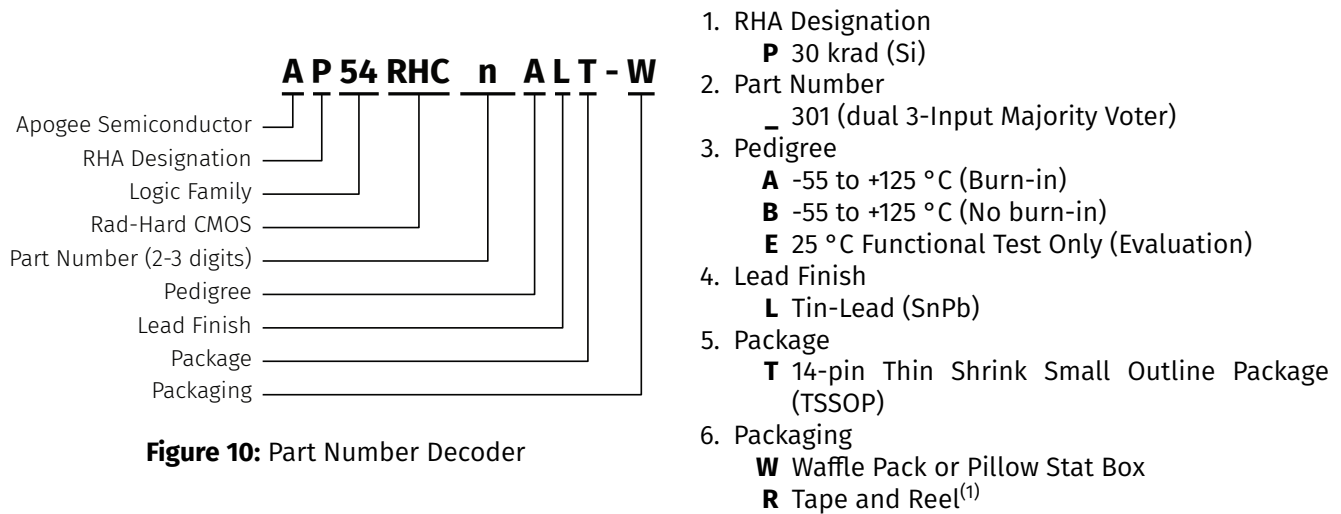 A P 54 RHC n A L T - W
Apogee Semiconductor
RHA Designation
Logic Family
Rad-Hard CMOS
Part Number (2-3 digits)
Pedigree
Lead Finish
Package
Packaging
Figure 10: Part Number Decoder
1. RHA Designation
P 30 krad (Si)
2. Part Number
_ 301 (dual 3-Input Majority Voter)
3. Pedigree
A -55 to +125 °C (Burn-in)
B -55 to +125 °C (No burn-in)
E 25 °C Functional Test Only (Evaluation)
4. Lead Finish
L Tin-Lead (SnPb)
5. Package
T 14-pin Thin Shrink Small Outline Package
(TSSOP)
6. Packaging
W Waffle Pack or Pillow Stat Box
R Tape and Reel(1)